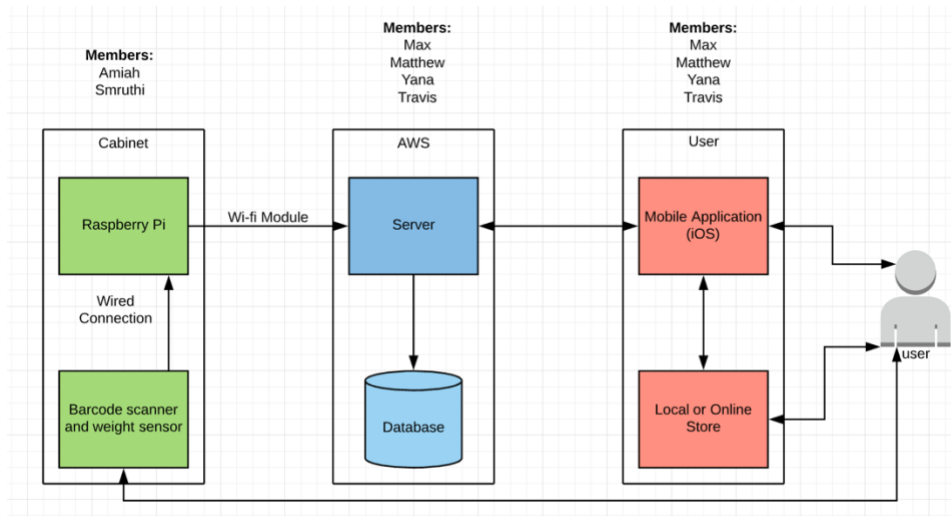 Members:
Amiah
Smruthi
Members:
Max
Matthew
Yana
Travis
Members:
Max
Matthew
Yana
Travis
Cabinet
AWS
User
Raspberry Pi
Wi-fi Module
Server
Mobile Application
(iOS)
Wired
Connection
user
Barcode scanner
and weight sensor
Database
Local or Online
Store